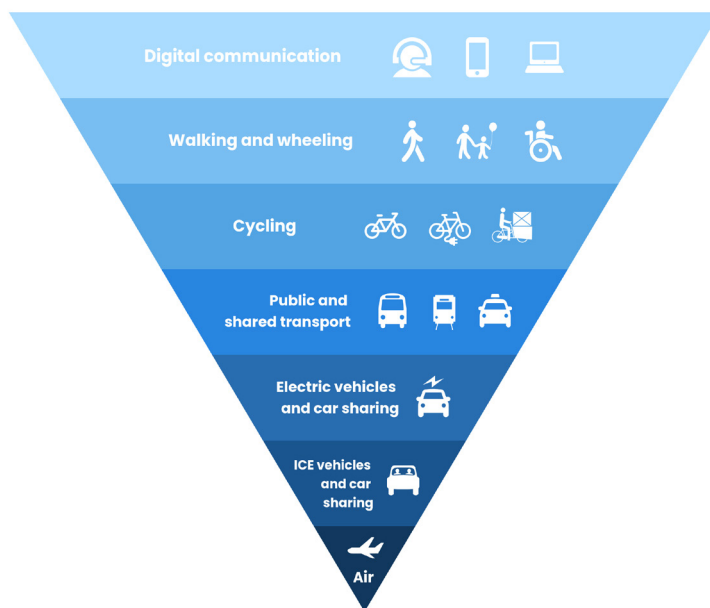 Digital communication
Walking and wheeling
Cycling
Public and
shared transport
Electric vehicles
and car sharing
ICE vehicles
and car
sharing
Air